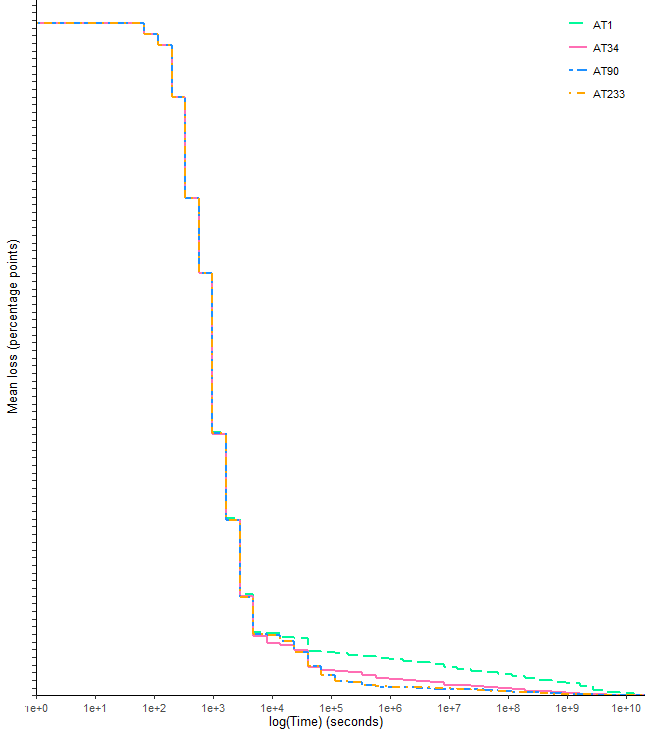 AT1
AT34
AT90
AT233
Mean loss (percentage points)
1e+0 1e+1 1e+2 1e+3 1e+4 1e+5 1e+6 1e+7 1e+8 1e+9 1e+10
log(Time) (seconds)